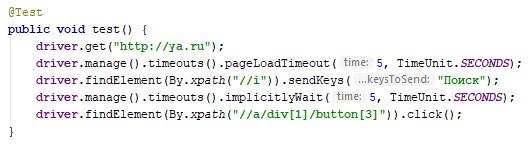 @Test
public void test() {
driver.get("http://ya.ru");
driver.manage().timeouts().pageLoadTimeout( time: 5, TimeUnit.SECONDS);
driver.findElement(By.xpath("//i")).sendKeys( ...keysToSend: "Поиск");
driver.manage().timeouts().implicitlyWait( time: 5, TimeUnit.SECONDS);
driver.findElement(By.xpath("//a/div[1]/button[3]")).click();
}